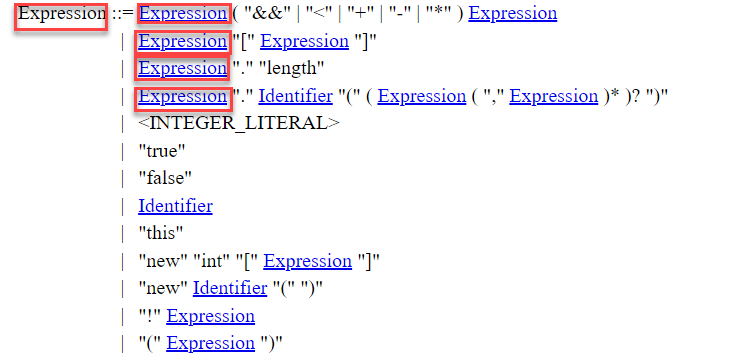 Expression ::= Expression ( "&&" | "<" | "+" | "-" | "*" ) Expression
| Expression "[" Expression "]"
| Expression "." "length"
| Expression "." Identifier "(" ( Expression ( "," Expression )* )? ")"
| <INTEGER_LITERAL>
| "true"
| "false"
| Identifier
| "this"
| "new" "int" "[" Expression "]"
| "new" Identifier "(" ")"
| "!" Expression
| "(" Expression ")"